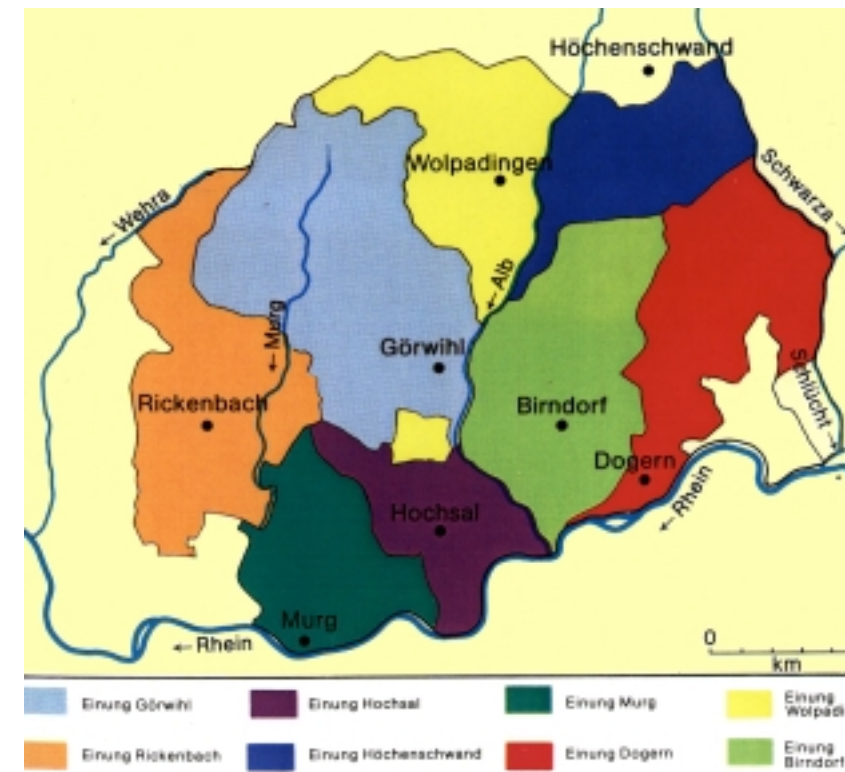 Höchenschwand
Wolpadingen
Schwarza →
← Wehra
← Alb
← Murg
Görwihl
Schlücht →
Rickenbach
Birndorf
Dogern
← Rhein
Hochsal
Murg
← Rhein
0
km
Einung Görwihl
Einung Hochsal
Einung Murg
Einung
Wolpadi
Einung Rickenbach
Einung Höchenschwand
Einung Dogern
Einung
Birndorf